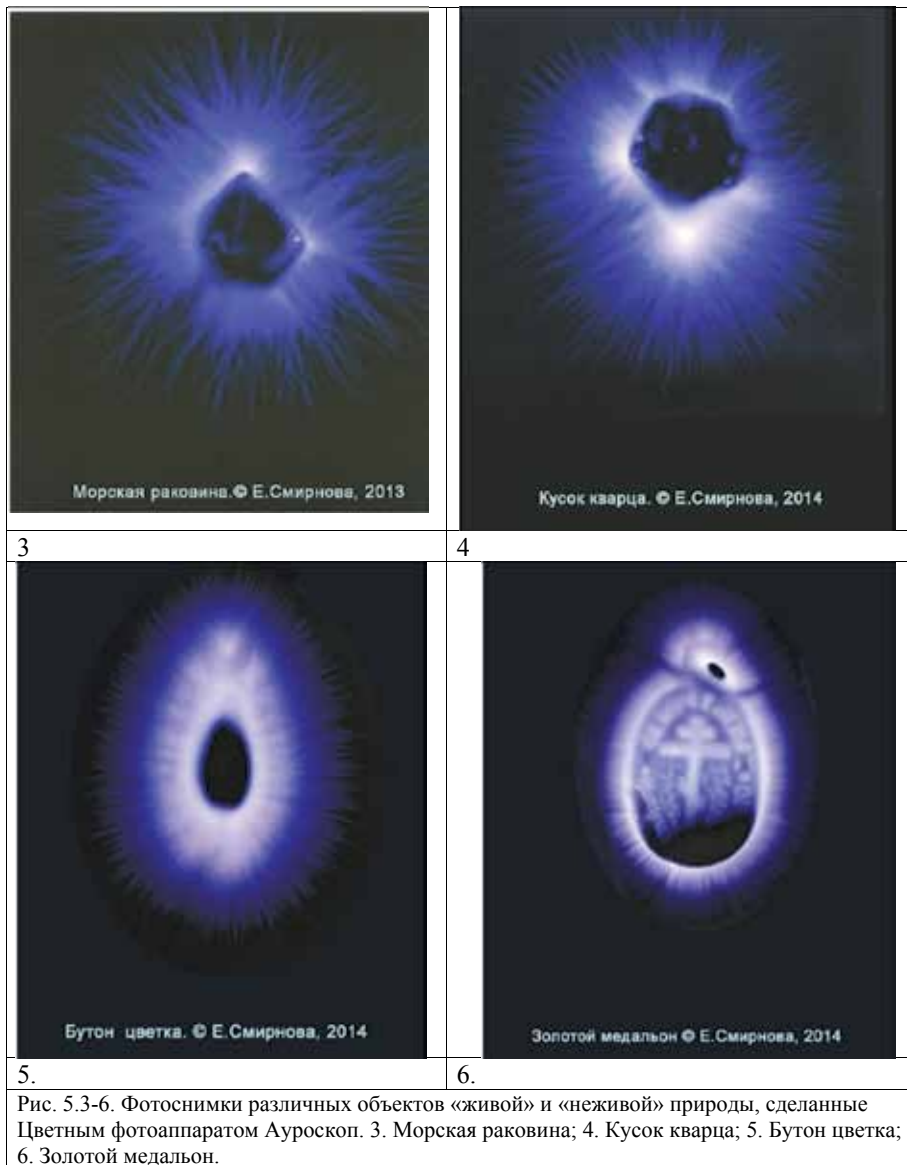 Морская раковина.© Е.Смирнова, 2013
Кусок кварца. © Е.Смирнова, 2014
3
4
Бутон цветка. © Е.Смирнова, 2014
Золотой медальон © Е.Смирнова, 2014
5.
6.
Рис. 5.3-6. Фотоснимки различных объектов «живой» и «неживой» природы, сделанные
Цветным фотоаппаратом Ауроскоп. 3. Морская раковина; 4. Кусок кварца; 5. Бутон цветка;
6. Золотой медальон.